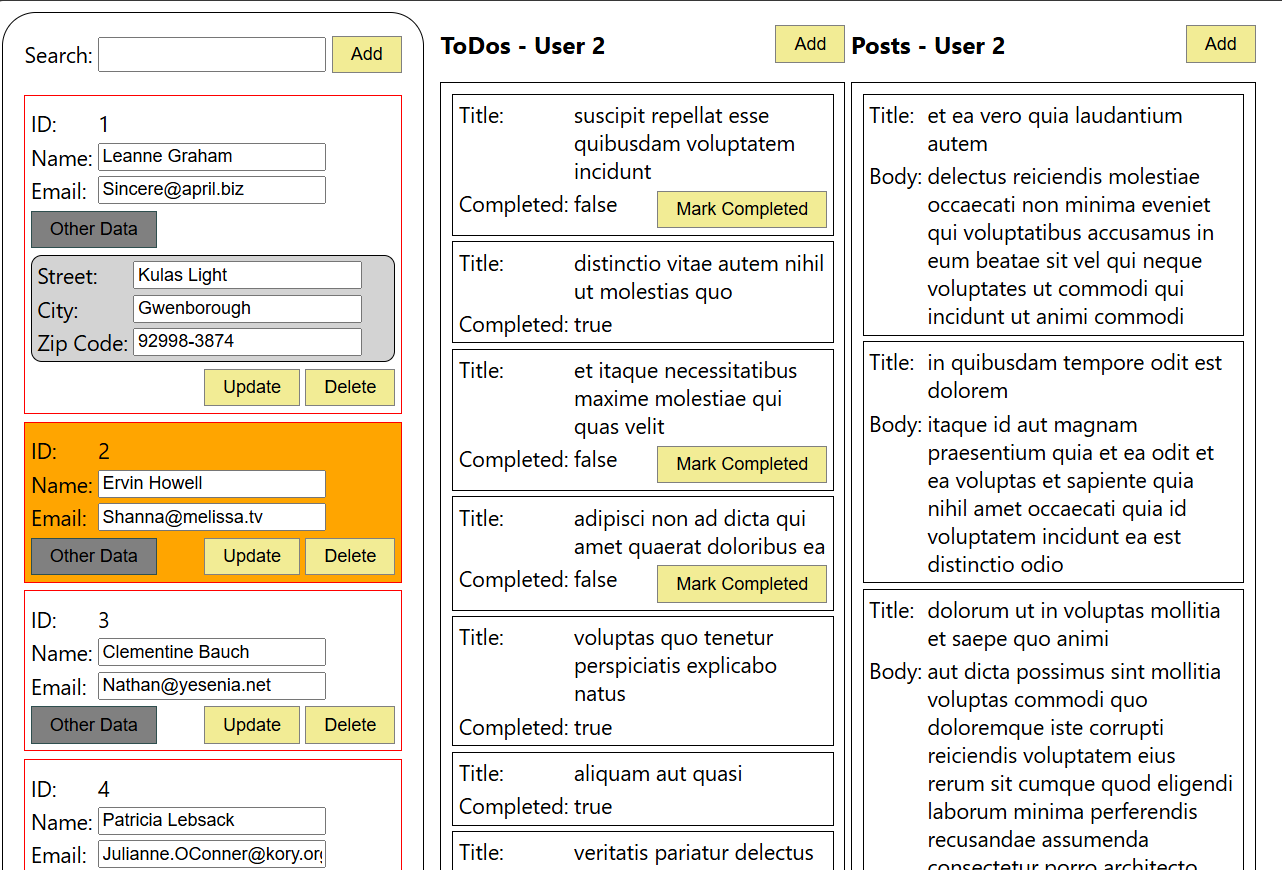 Search: Add
ID: 1
Name: Leanne Graham
Email: Sincere@april.biz
Other Data
Street: Kulas Light
City: Gwenborough
Zip Code: 92998-3874
Update Delete
ID: 2
Name: Ervin Howell
Email: Shanna@melissa.tv
Other Data Update Delete
ID: 3
Name: Clementine Bauch
Email: Nathan@yesenia.net
Other Data Update Delete
ID: 4
Name: Patricia Lebsack
Email: Julianne.OConner@kory.org
ToDos - User 2 Add
Title: suscipit repellat esse
quibusdam voluptatem
incidunt
Completed: false Mark Completed
Title: distinctio vitae autem nihil
ut molestias quo
Completed: true
Title: et itaque necessitatibus
maxime molestiae qui
quas velit
Completed: false Mark Completed
Title: adipisci non ad dicta qui
amet quaerat doloribus ea
Completed: false Mark Completed
Title: voluptas quo tenetur
perspiciatis explicabo
natus
Completed: true
Title: aliquam aut quasi
Completed: true
Title: veritatis pariatur delectus
Posts - User 2 Add
Title: et ea vero quia laudantium
autem
Body: delectus reiciendis molestiae
occaecati non minima eveniet
qui voluptatibus accusamus in
eum beatae sit vel qui neque
voluptates ut commodi qui
incidunt ut animi commodi
Title: in quibusdam tempore odit est
dolorem
Body: itaque id aut magnam
praesentium quia et ea odit et
ea voluptas et sapiente quia
nihil amet occaecati quia id
voluptatem incidunt ea est
distinctio odio
Title: dolorum ut in voluptas mollitia
et saepe quo animi
Body: aut dicta possimus sint mollitia
voluptas commodi quo
doloremque iste corrupti
reiciendis voluptatem eius
rerum sit cumque quod eligendi
laborum minima perferendis
recusandae assumenda
consectetur porro architecto